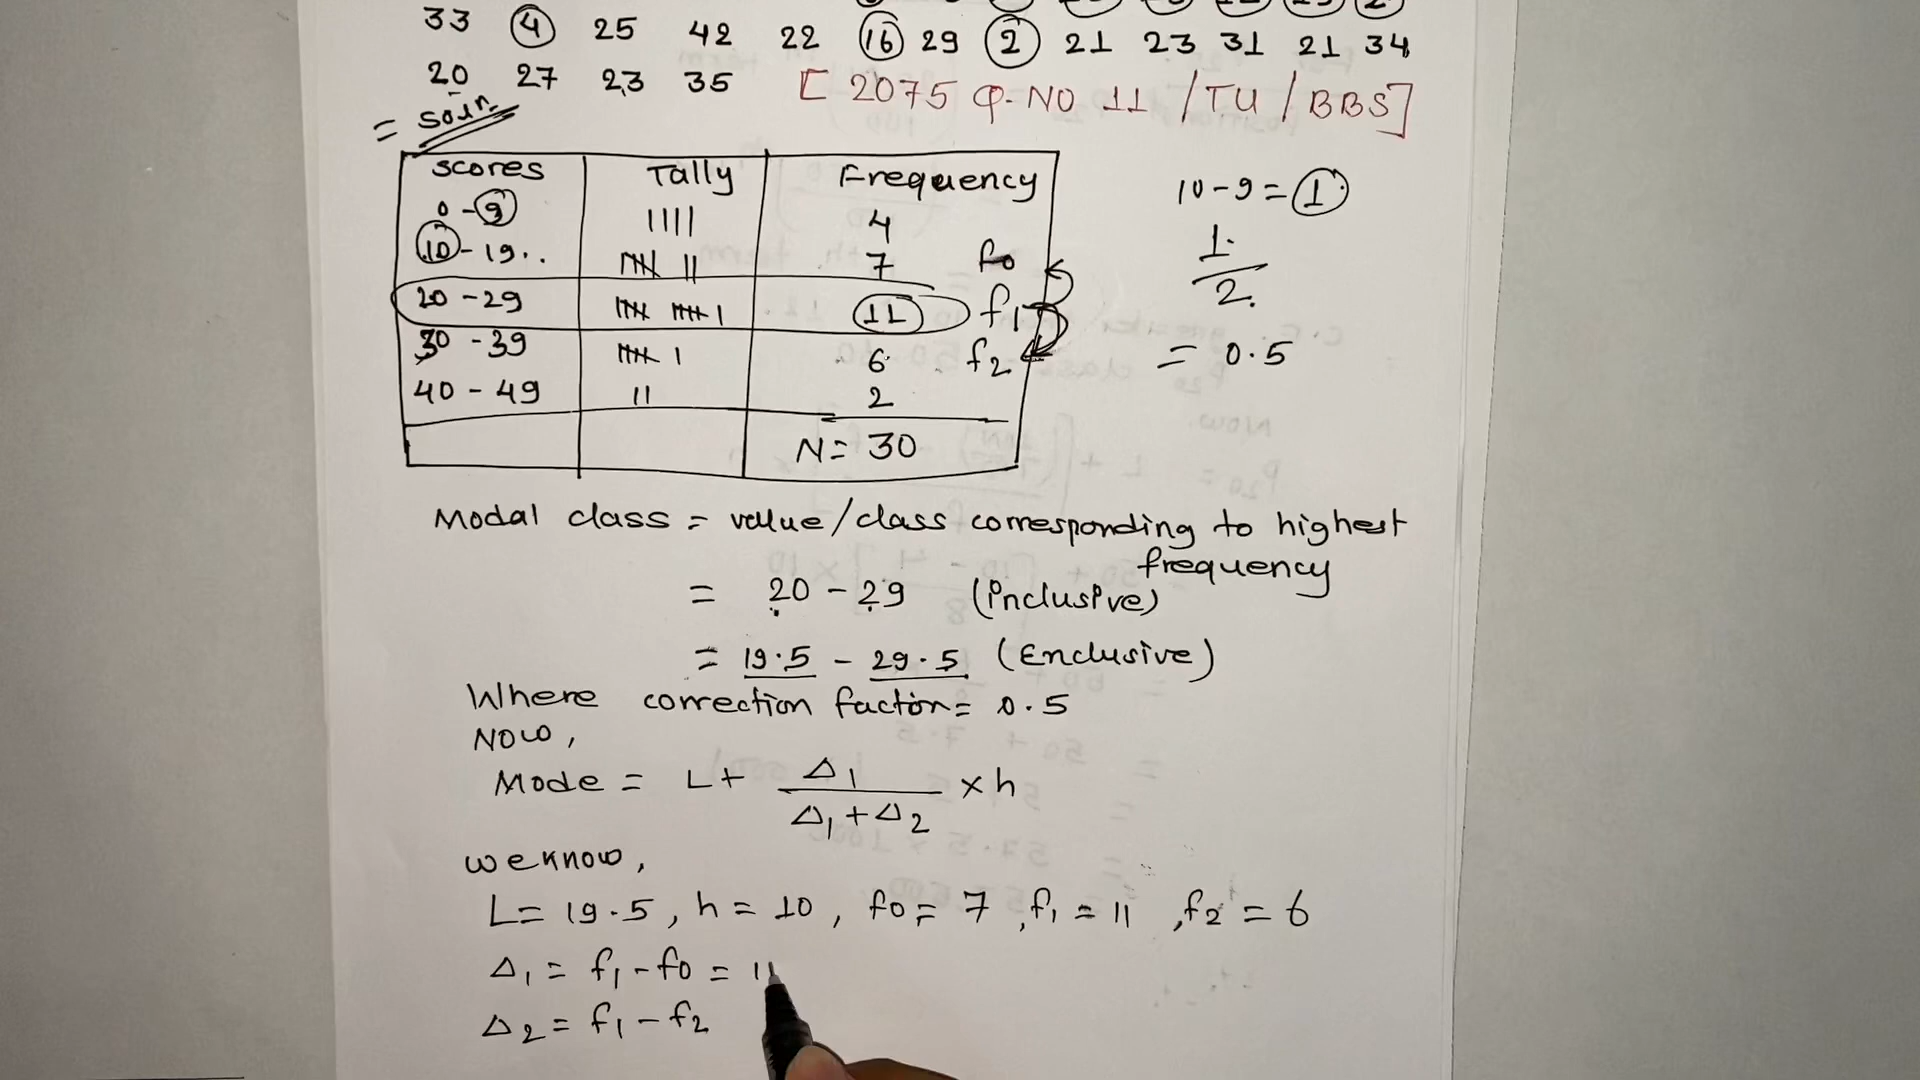 33 4 25 42 22 16 29 2 21 23 31 21 34
20 27 23 35 [2075 Q.NO 11 /TU/BBS]
= soln.
scores Tally Frequency
0-9 |||| 4
10-19.. 𝍸 || 7 f0
20-29 𝍸 𝍸 | 11 f1
30-39 𝍸 | 6 f2
40-49 || 2
N= 30
10-9=1
1
2
= 0.5
Modal class = value/class corresponding to highest
frequency
= 20-29 (inclusive)
= 19.5 - 29.5 (Enclusive)
Where correction factor= 0.5
Now,
Mode = L+ Δ1 / Δ1+Δ2 ×h
we know,
L= 19.5, h = 10, f0= 7, f1 = 11, f2 = 6
Δ1 = f1-f0 = 11
Δ2 = f1-f2